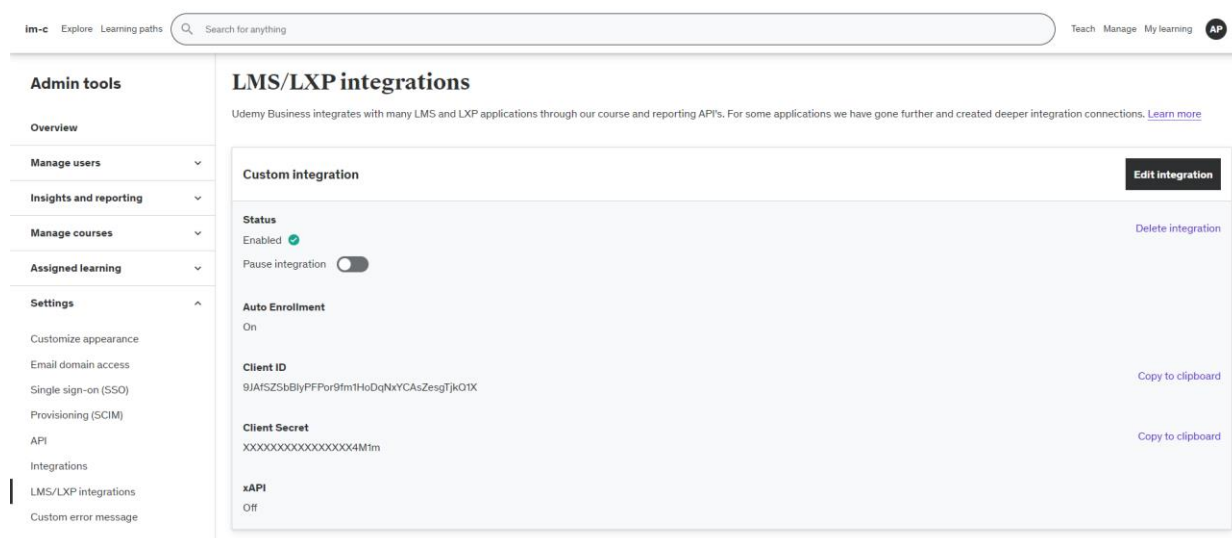 im-c Explore Learning paths Search for anything Teach Manage My learning AP
Admin tools
Overview
Manage users
Insights and reporting
Manage courses
Assigned learning
Settings
Customize appearance
Email domain access
Single sign-on (SSO)
Provisioning (SCIM)
API
Integrations
LMS/LXP integrations
Custom error message
LMS/LXP integrations
Udemy Business integrates with many LMS and LXP applications through our course and reporting API's. For some applications we have gone further and created deeper integration connections. Learn more
Custom integration Edit integration
Status
Enabled Delete integration
Pause integration
Auto Enrollment
On
Client ID
9JAfSZSbBlyPFPor9fm1HoDqNxYCAsZesgTjkO1X Copy to clipboard
Client Secret
XXXXXXXXXXXXXXXX4M1m Copy to clipboard
xAPI
Off